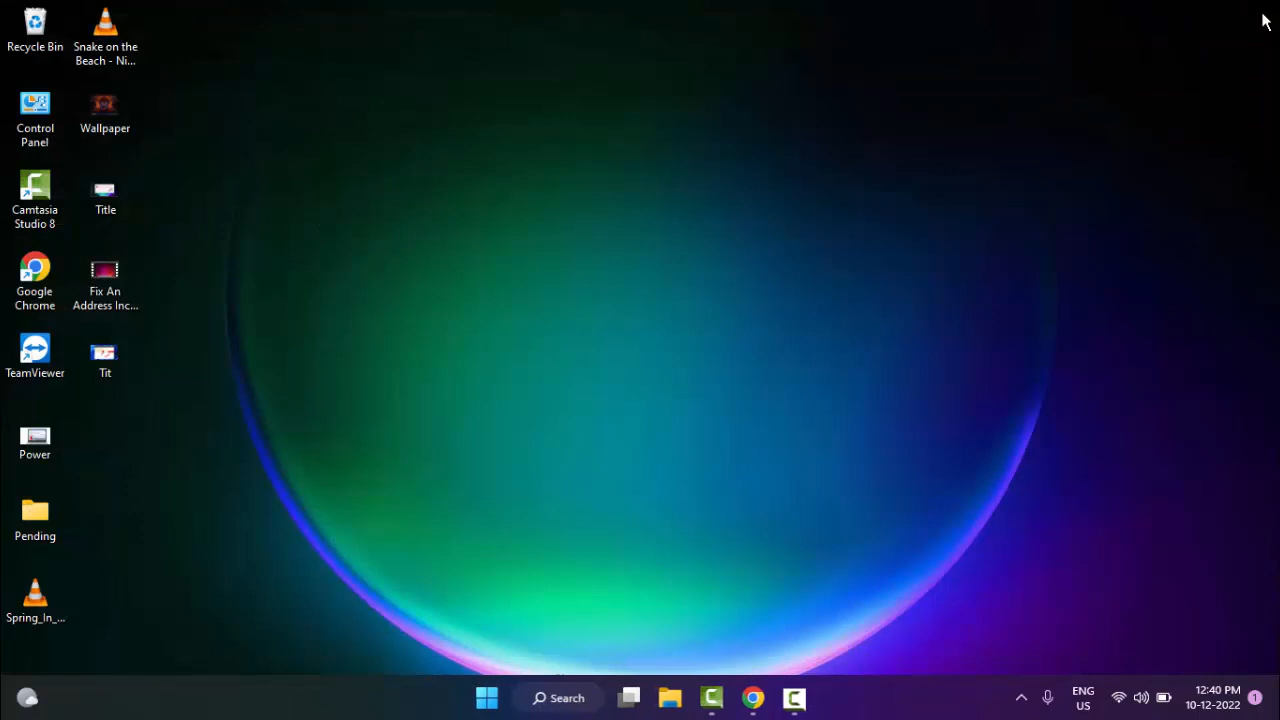 Recycle Bin
Snake on the
Beach - Ni...
Control
Panel
Wallpaper
Camtasia
Studio 8
Title
Google
Chrome
Fix An
Address Inc...
TeamViewer
Tit
Power
Pending
Spring_In_...
Search
ENG
US
12:40 PM
10-12-2022
1